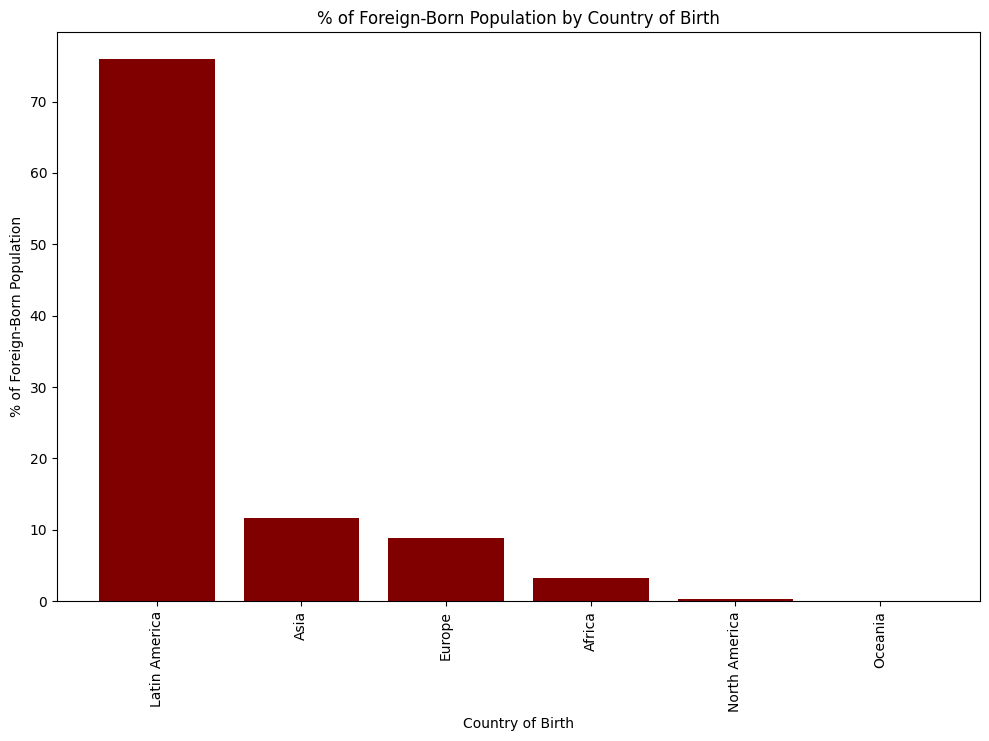 % of Foreign-Born Population by Country of Birth
% of Foreign-Born Population
70
60
50
40
30
20
10
0
Latin America
Asia
Europe
Africa
North America
Oceania
Country of Birth